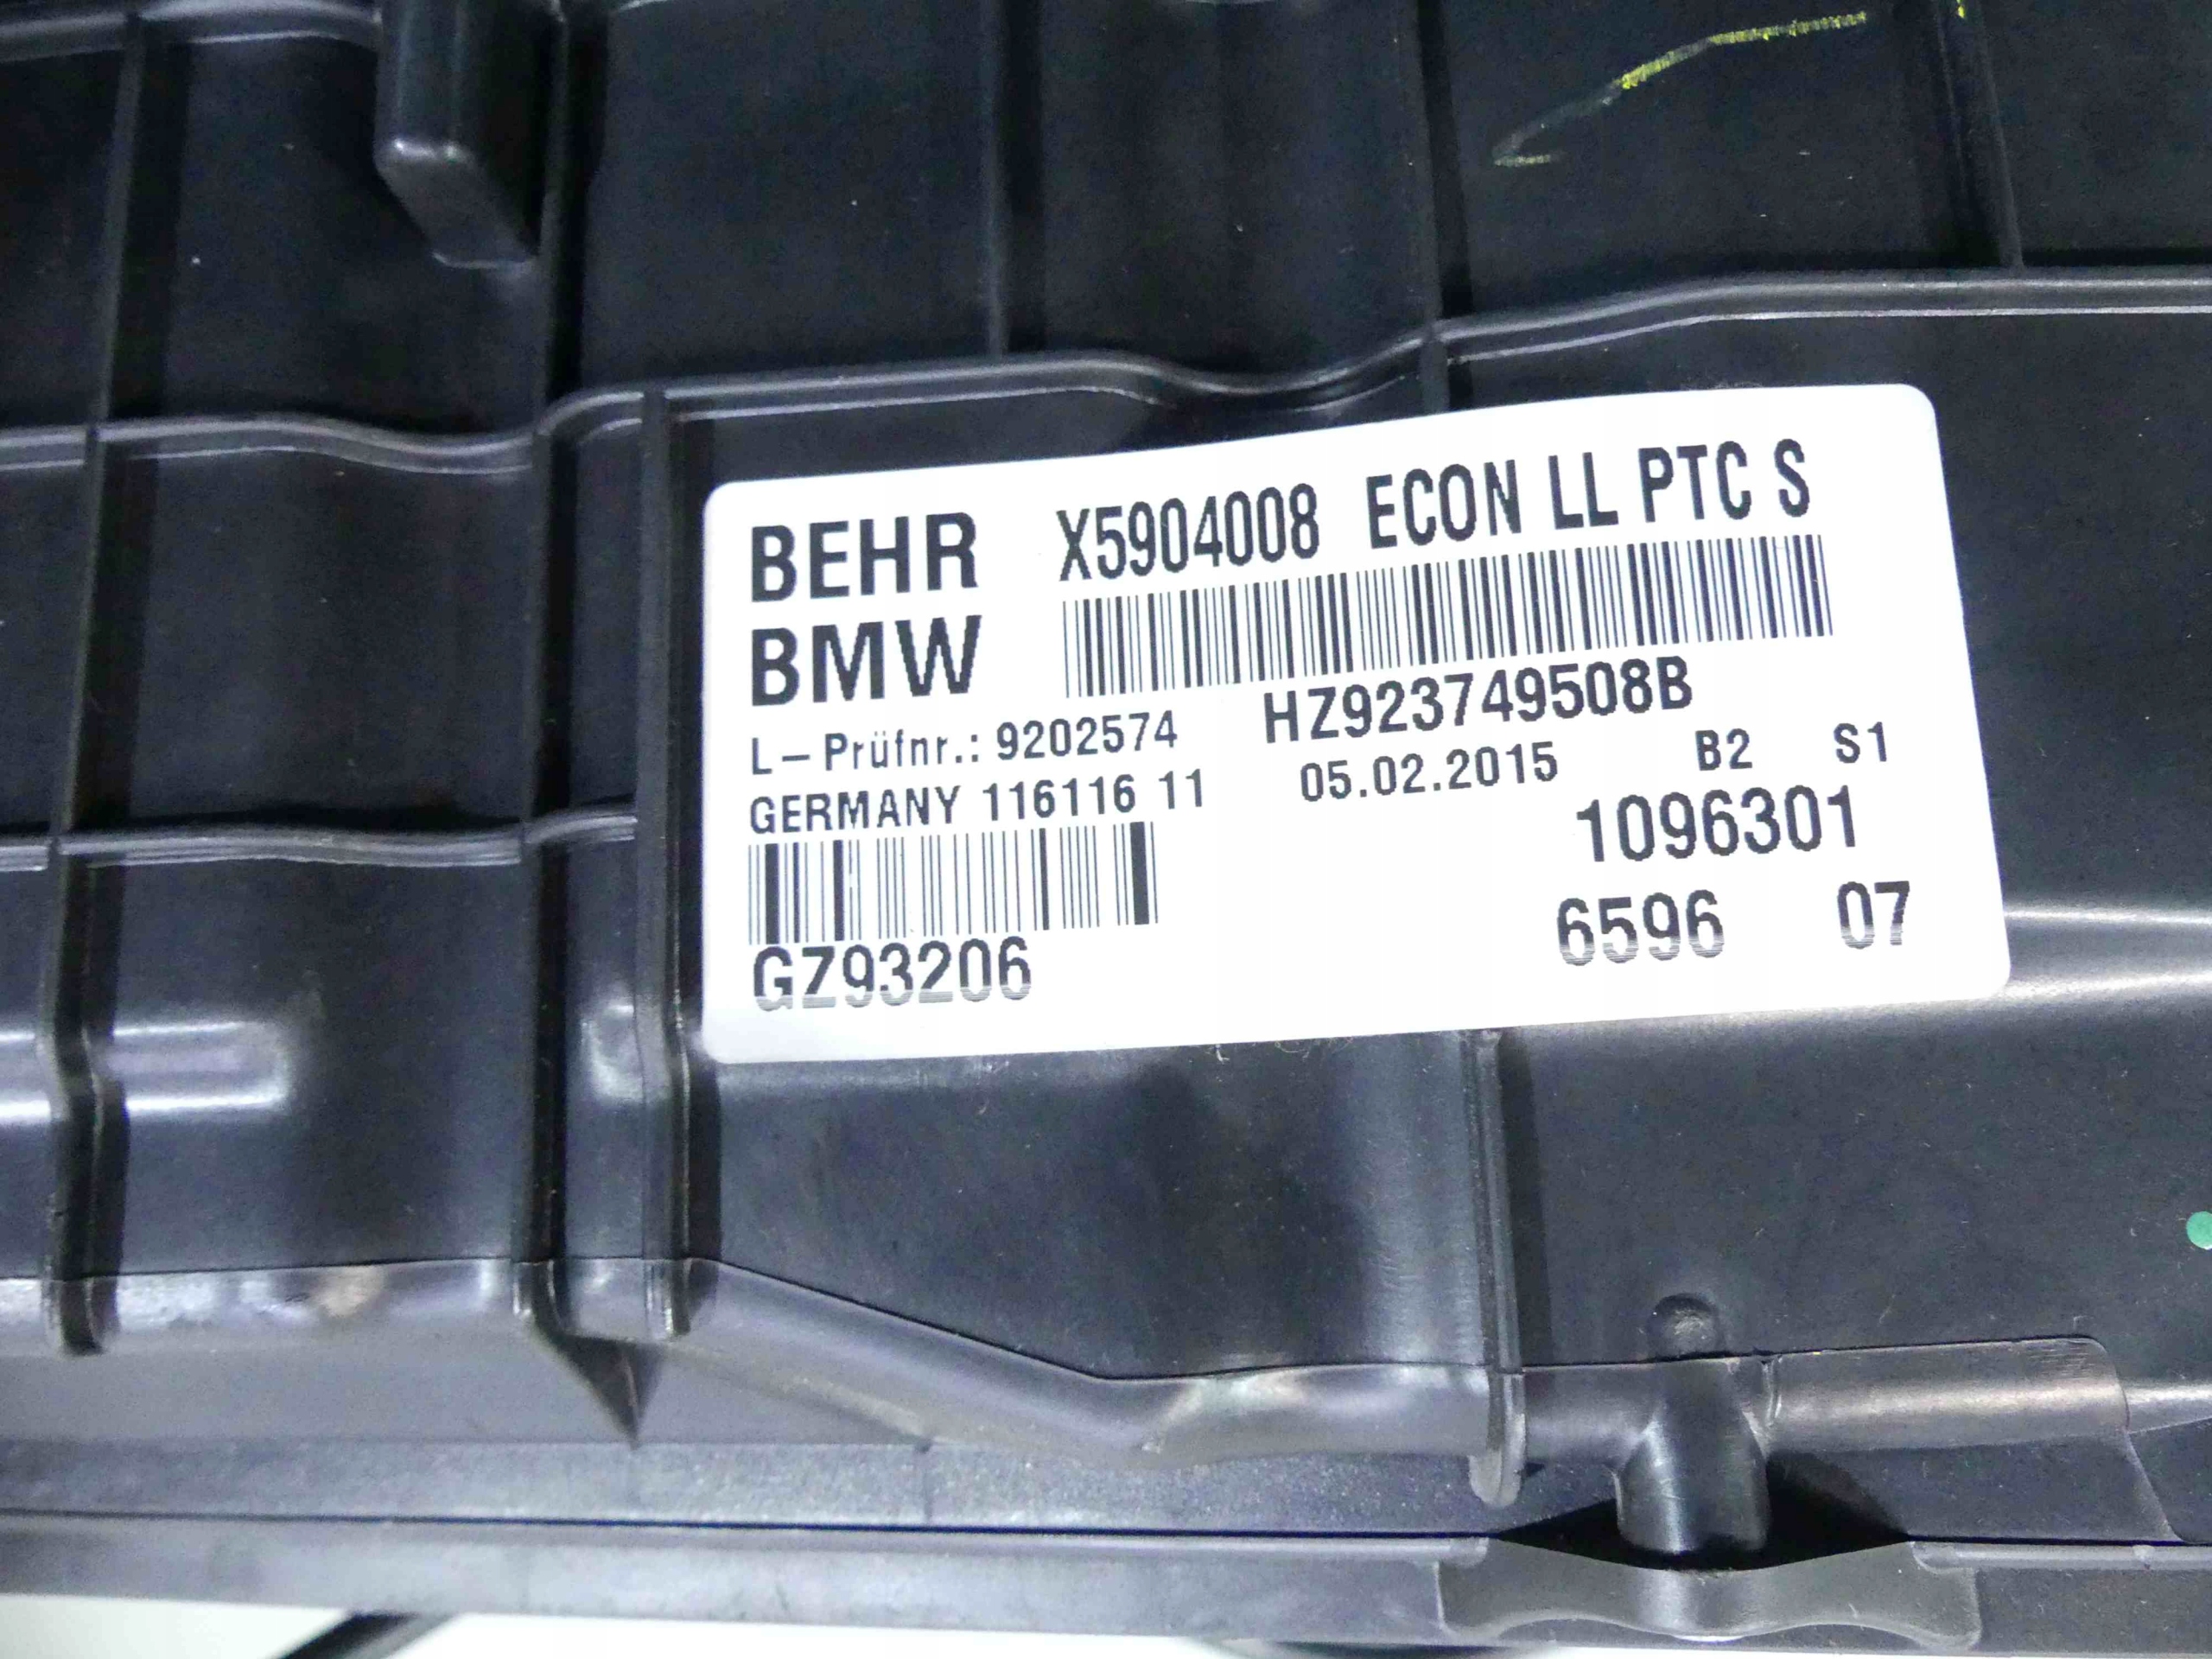 BEHR X5904008 ECON LL PTC S
BMW
HZ923749508B
L-Prüfnr.: 9202574
05.02.2015 B2 S1
GERMANY 116116 11
1096301
6596 07
GZ93206